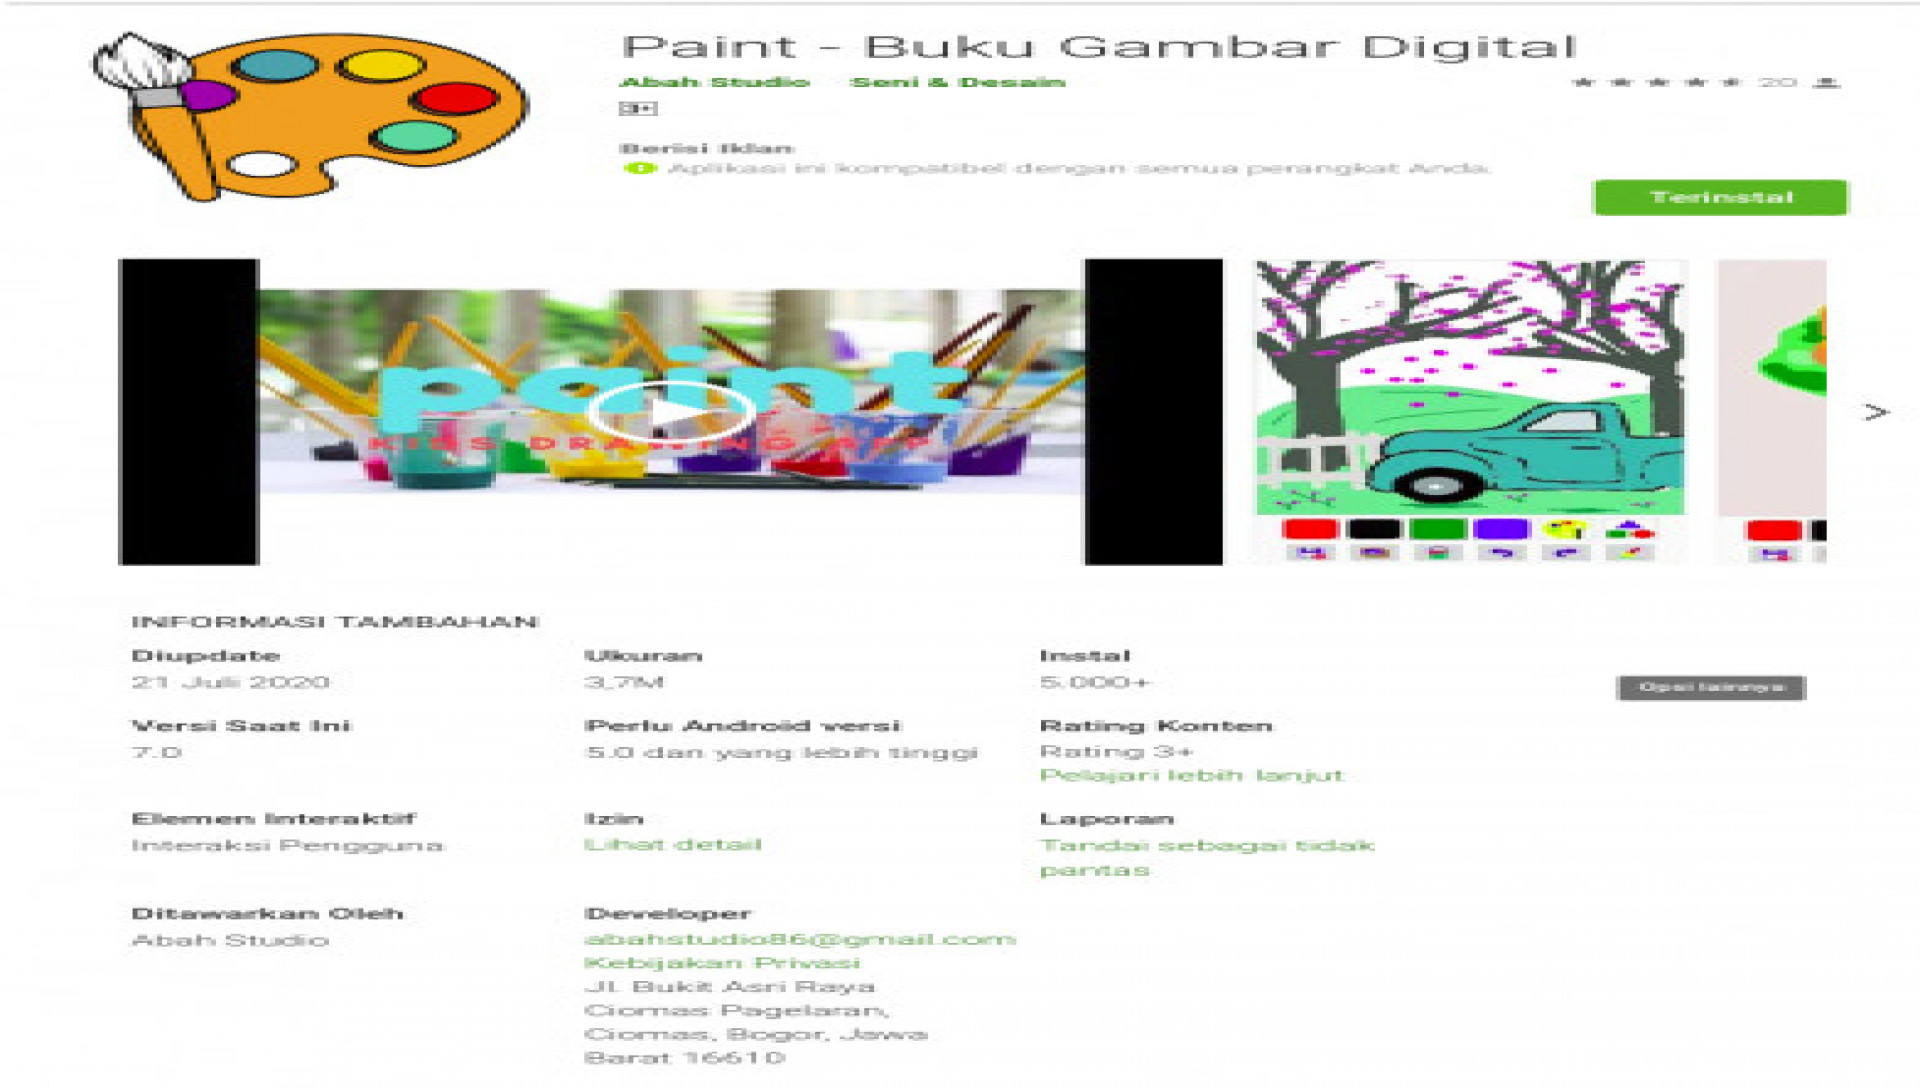 Paint - Buku Gambar Digital
Abah Studio Seni & Desain
20
3+
Berisi Iklan
Aplikasi ini kompatibel dengan semua perangkat Anda.
Terinstal
paint
KIDS DRAWING APP
INFORMASI TAMBAHAN
Diupdate
21 Juli 2020
Ukuran
3,7M
Instal
5.000+
Opsi lainnya
Versi Saat Ini
7.0
Perlu Android versi
5.0 dan yang lebih tinggi
Rating Konten
Rating 3+
Pelajari lebih lanjut
Elemen Interaktif
Interaksi Pengguna
Izin
Lihat detail
Laporan
Tandai sebagai tidak
pantas
Ditawarkan Oleh
Abah Studio
Developer
abahstudio86@gmail.com
Kebijakan Privasi
Jl. Bukit Asri Raya
Ciomas Pagelaran,
Ciomas, Bogor, Jawa
Barat 16610